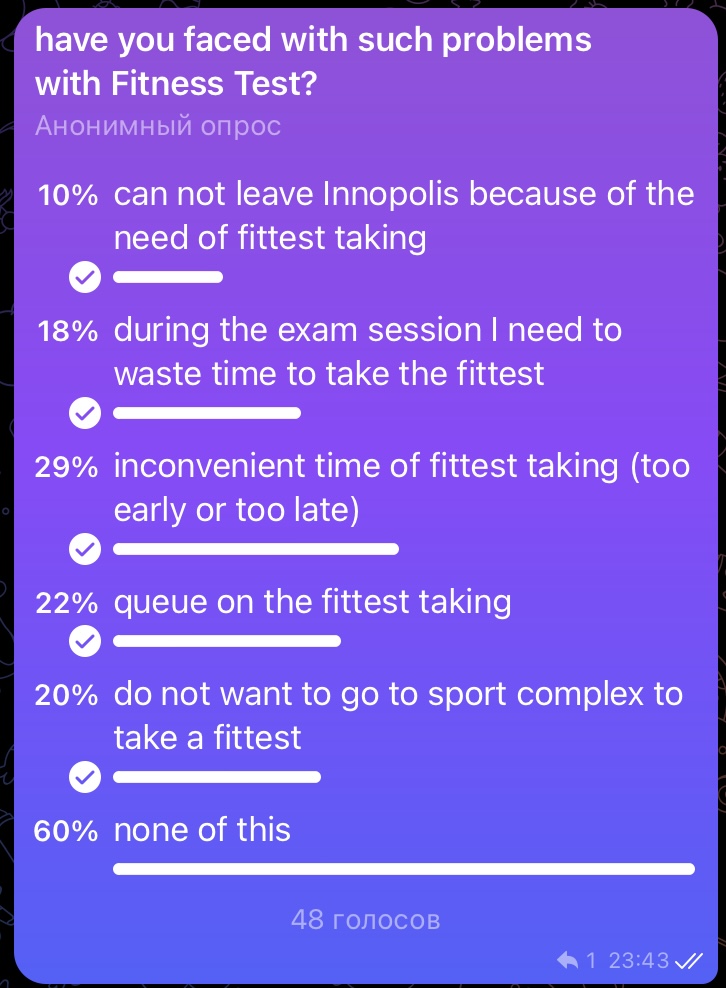 have you faced with such problems
with Fitness Test?
Анонимный опрос
10% can not leave Innopolis because of the
need of fittest taking
18% during the exam session I need to
waste time to take the fittest
29% inconvenient time of fittest taking (too
early or too late)
22% queue on the fittest taking
20% do not want to go to sport complex to
take a fittest
60% none of this
48 голосов
1 23:43